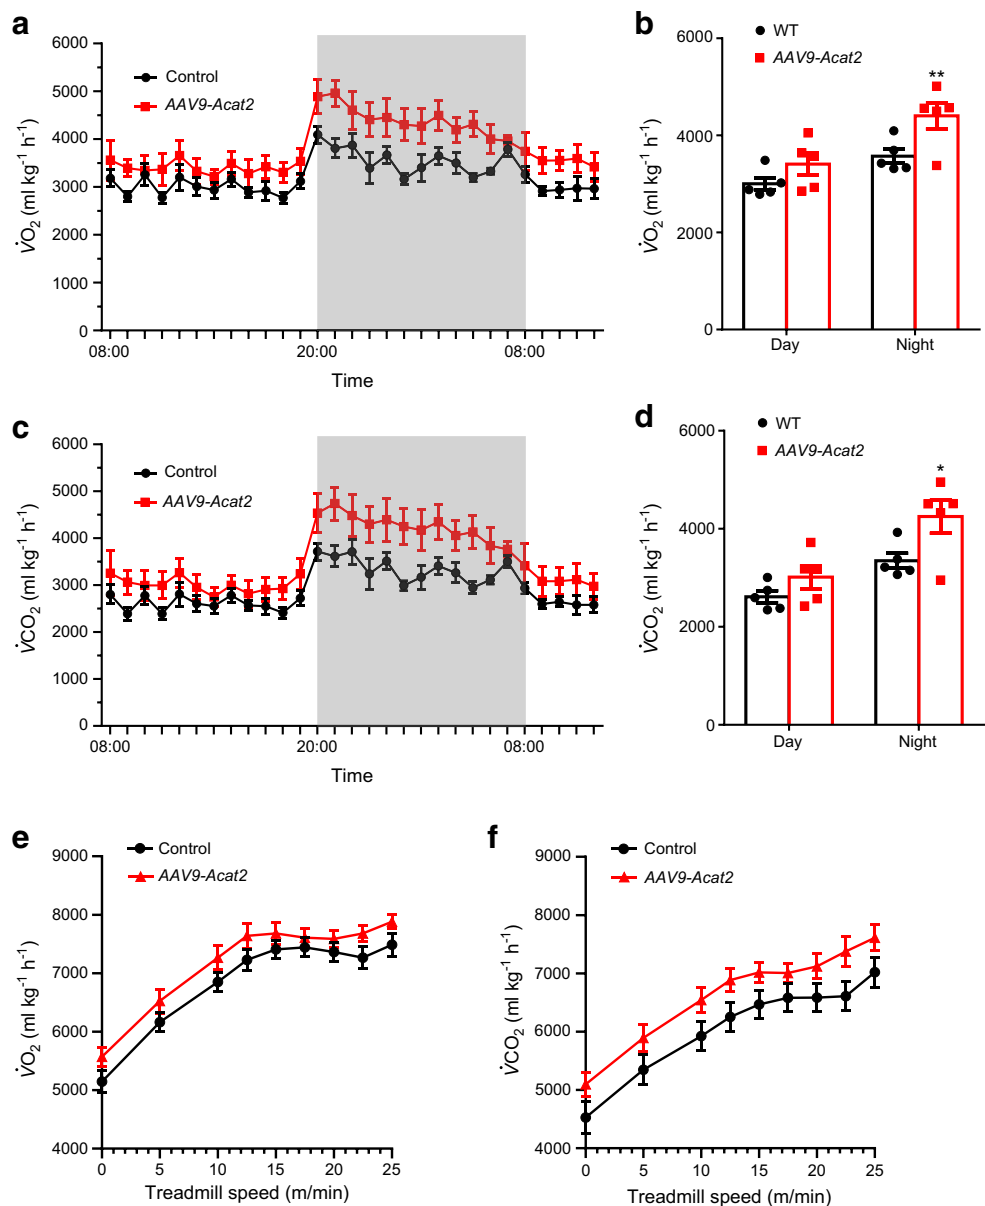 a
6000
5000
4000
3000
2000
1000
0
V̇O₂ (ml kg⁻¹ h⁻¹)
Control
AAV9-Acat2
08:00 20:00 08:00
Time
b
6000
4000
2000
0
V̇O₂ (ml kg⁻¹ h⁻¹)
WT
AAV9-Acat2
**
Day Night
c
6000
5000
4000
3000
2000
1000
0
V̇CO₂ (ml kg⁻¹ h⁻¹)
Control
AAV9-Acat2
08:00 20:00 08:00
Time
d
6000
4000
2000
0
V̇CO₂ (ml kg⁻¹ h⁻¹)
WT
AAV9-Acat2
*
Day Night
e
9000
8000
7000
6000
5000
4000
V̇O₂ (ml kg⁻¹ h⁻¹)
Control
AAV9-Acat2
0 5 10 15 20 25
Treadmill speed (m/min)
f
9000
8000
7000
6000
5000
4000
V̇CO₂ (ml kg⁻¹ h⁻¹)
Control
AAV9-Acat2
0 5 10 15 20 25
Treadmill speed (m/min)